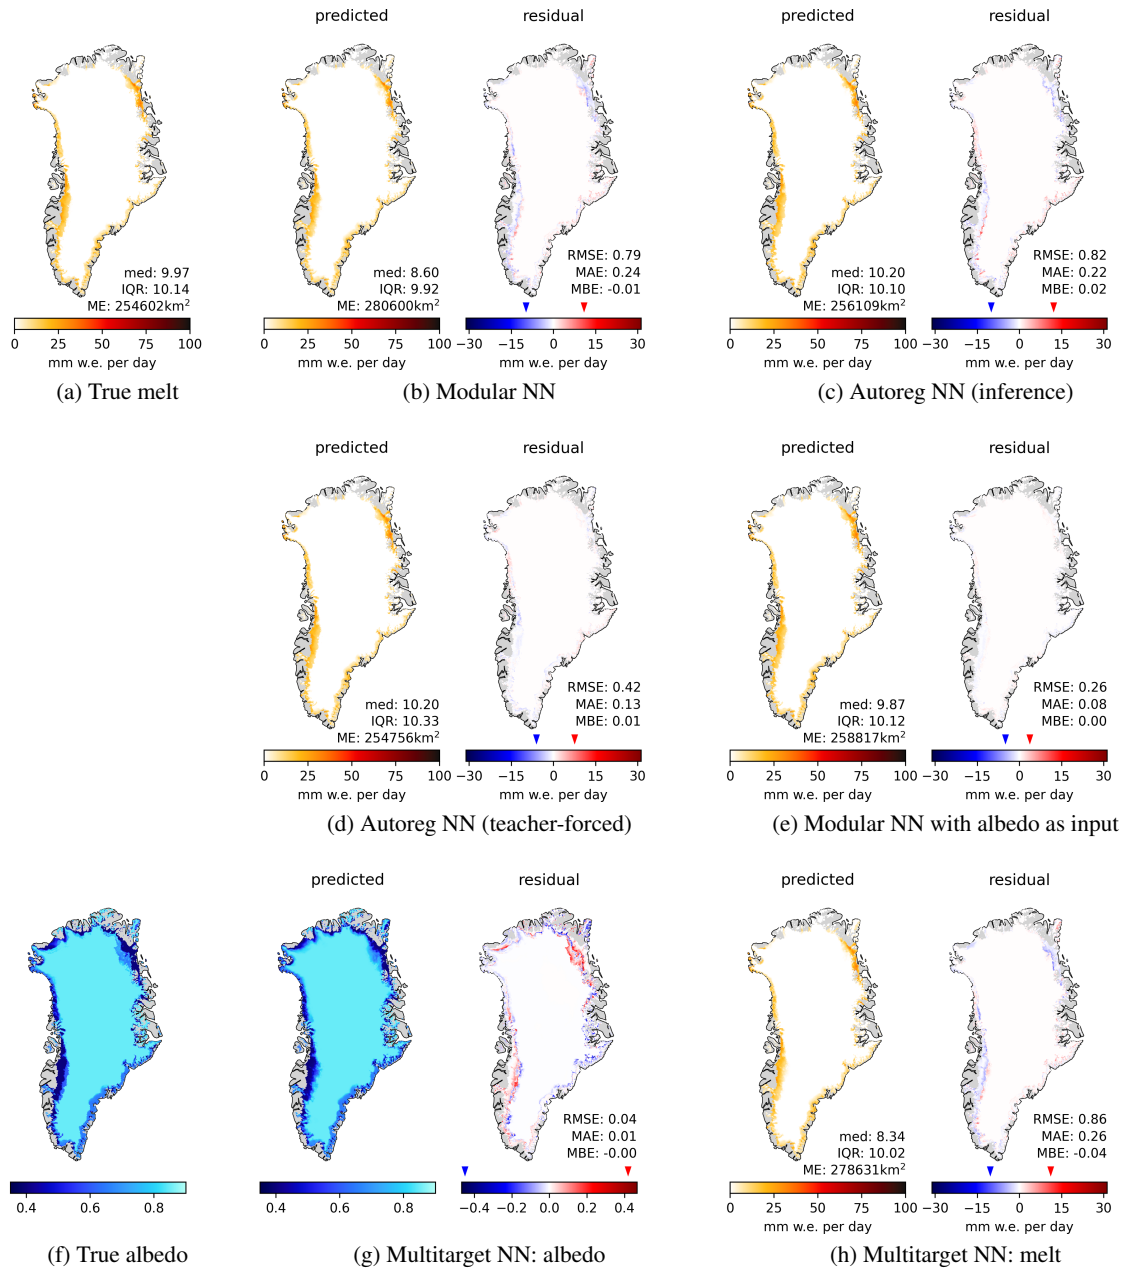 predicted
residual
predicted
residual
med: 9.97
IQR: 10.14
ME: 254602km²
med: 8.60
IQR: 9.92
ME: 280600km²
RMSE: 0.79
MAE: 0.24
MBE: -0.01
med: 10.20
IQR: 10.10
ME: 256109km²
RMSE: 0.82
MAE: 0.22
MBE: 0.02
0 25 50 75 100
mm w.e. per day
0 25 50 75 100
mm w.e. per day
−30 −15 0 15 30
mm w.e. per day
0 25 50 75 100
mm w.e. per day
−30 −15 0 15 30
mm w.e. per day
(a) True melt
(b) Modular NN
(c) Autoreg NN (inference)
predicted
residual
predicted
residual
med: 10.20
IQR: 10.33
ME: 254756km²
RMSE: 0.42
MAE: 0.13
MBE: 0.01
med: 9.87
IQR: 10.12
ME: 258817km²
RMSE: 0.26
MAE: 0.08
MBE: 0.00
0 25 50 75 100
mm w.e. per day
−30 −15 0 15 30
mm w.e. per day
0 25 50 75 100
mm w.e. per day
−30 −15 0 15 30
mm w.e. per day
(d) Autoreg NN (teacher-forced)
(e) Modular NN with albedo as input
predicted
residual
predicted
residual
RMSE: 0.04
MAE: 0.01
MBE: -0.00
med: 8.34
IQR: 10.02
ME: 278631km²
RMSE: 0.86
MAE: 0.26
MBE: -0.04
0.4 0.6 0.8
0.4 0.6 0.8
−0.4 −0.2 0.0 0.2 0.4
0 25 50 75 100
mm w.e. per day
−30 −15 0 15 30
mm w.e. per day
(f) True albedo
(g) Multitarget NN: albedo
(h) Multitarget NN: melt